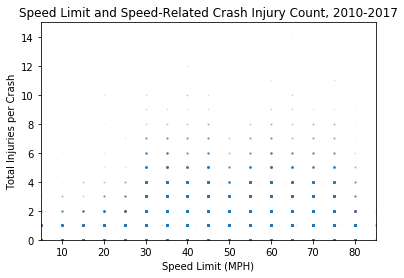 Speed Limit and Speed-Related Crash Injury Count, 2010-2017
14
12
10
8
6
4
2
0
Total Injuries per Crash
10 20 30 40 50 60 70 80
Speed Limit (MPH)